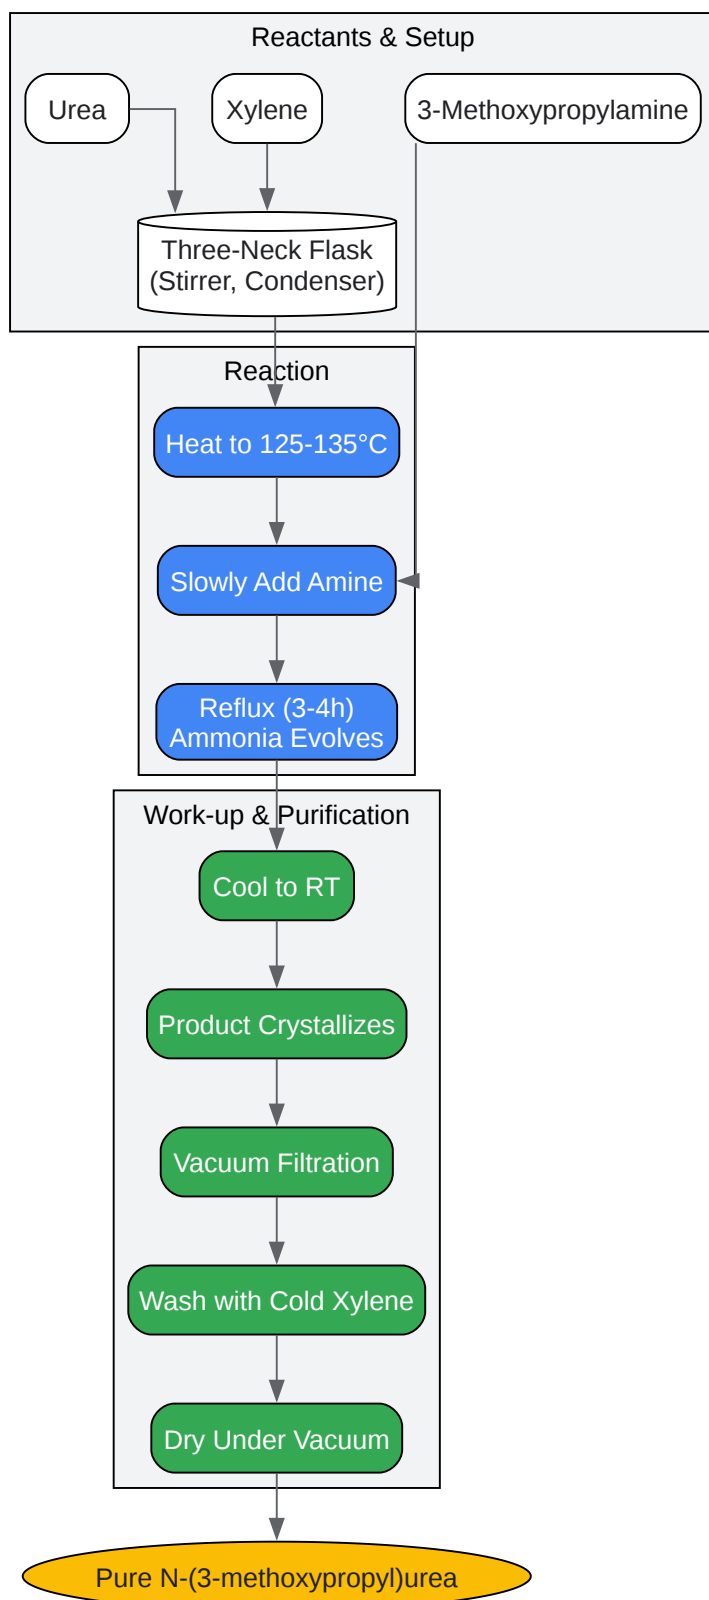 Reactants & Setup
Urea
Xylene
3-Methoxypropylamine
Three-Neck Flask
(Stirrer, Condenser)
Reaction
Heat to 125-135°C
Slowly Add Amine
Reflux (3-4h)
Ammonia Evolves
Work-up & Purification
Cool to RT
Product Crystallizes
Vacuum Filtration
Wash with Cold Xylene
Dry Under Vacuum
Pure N-(3-methoxypropyl)urea